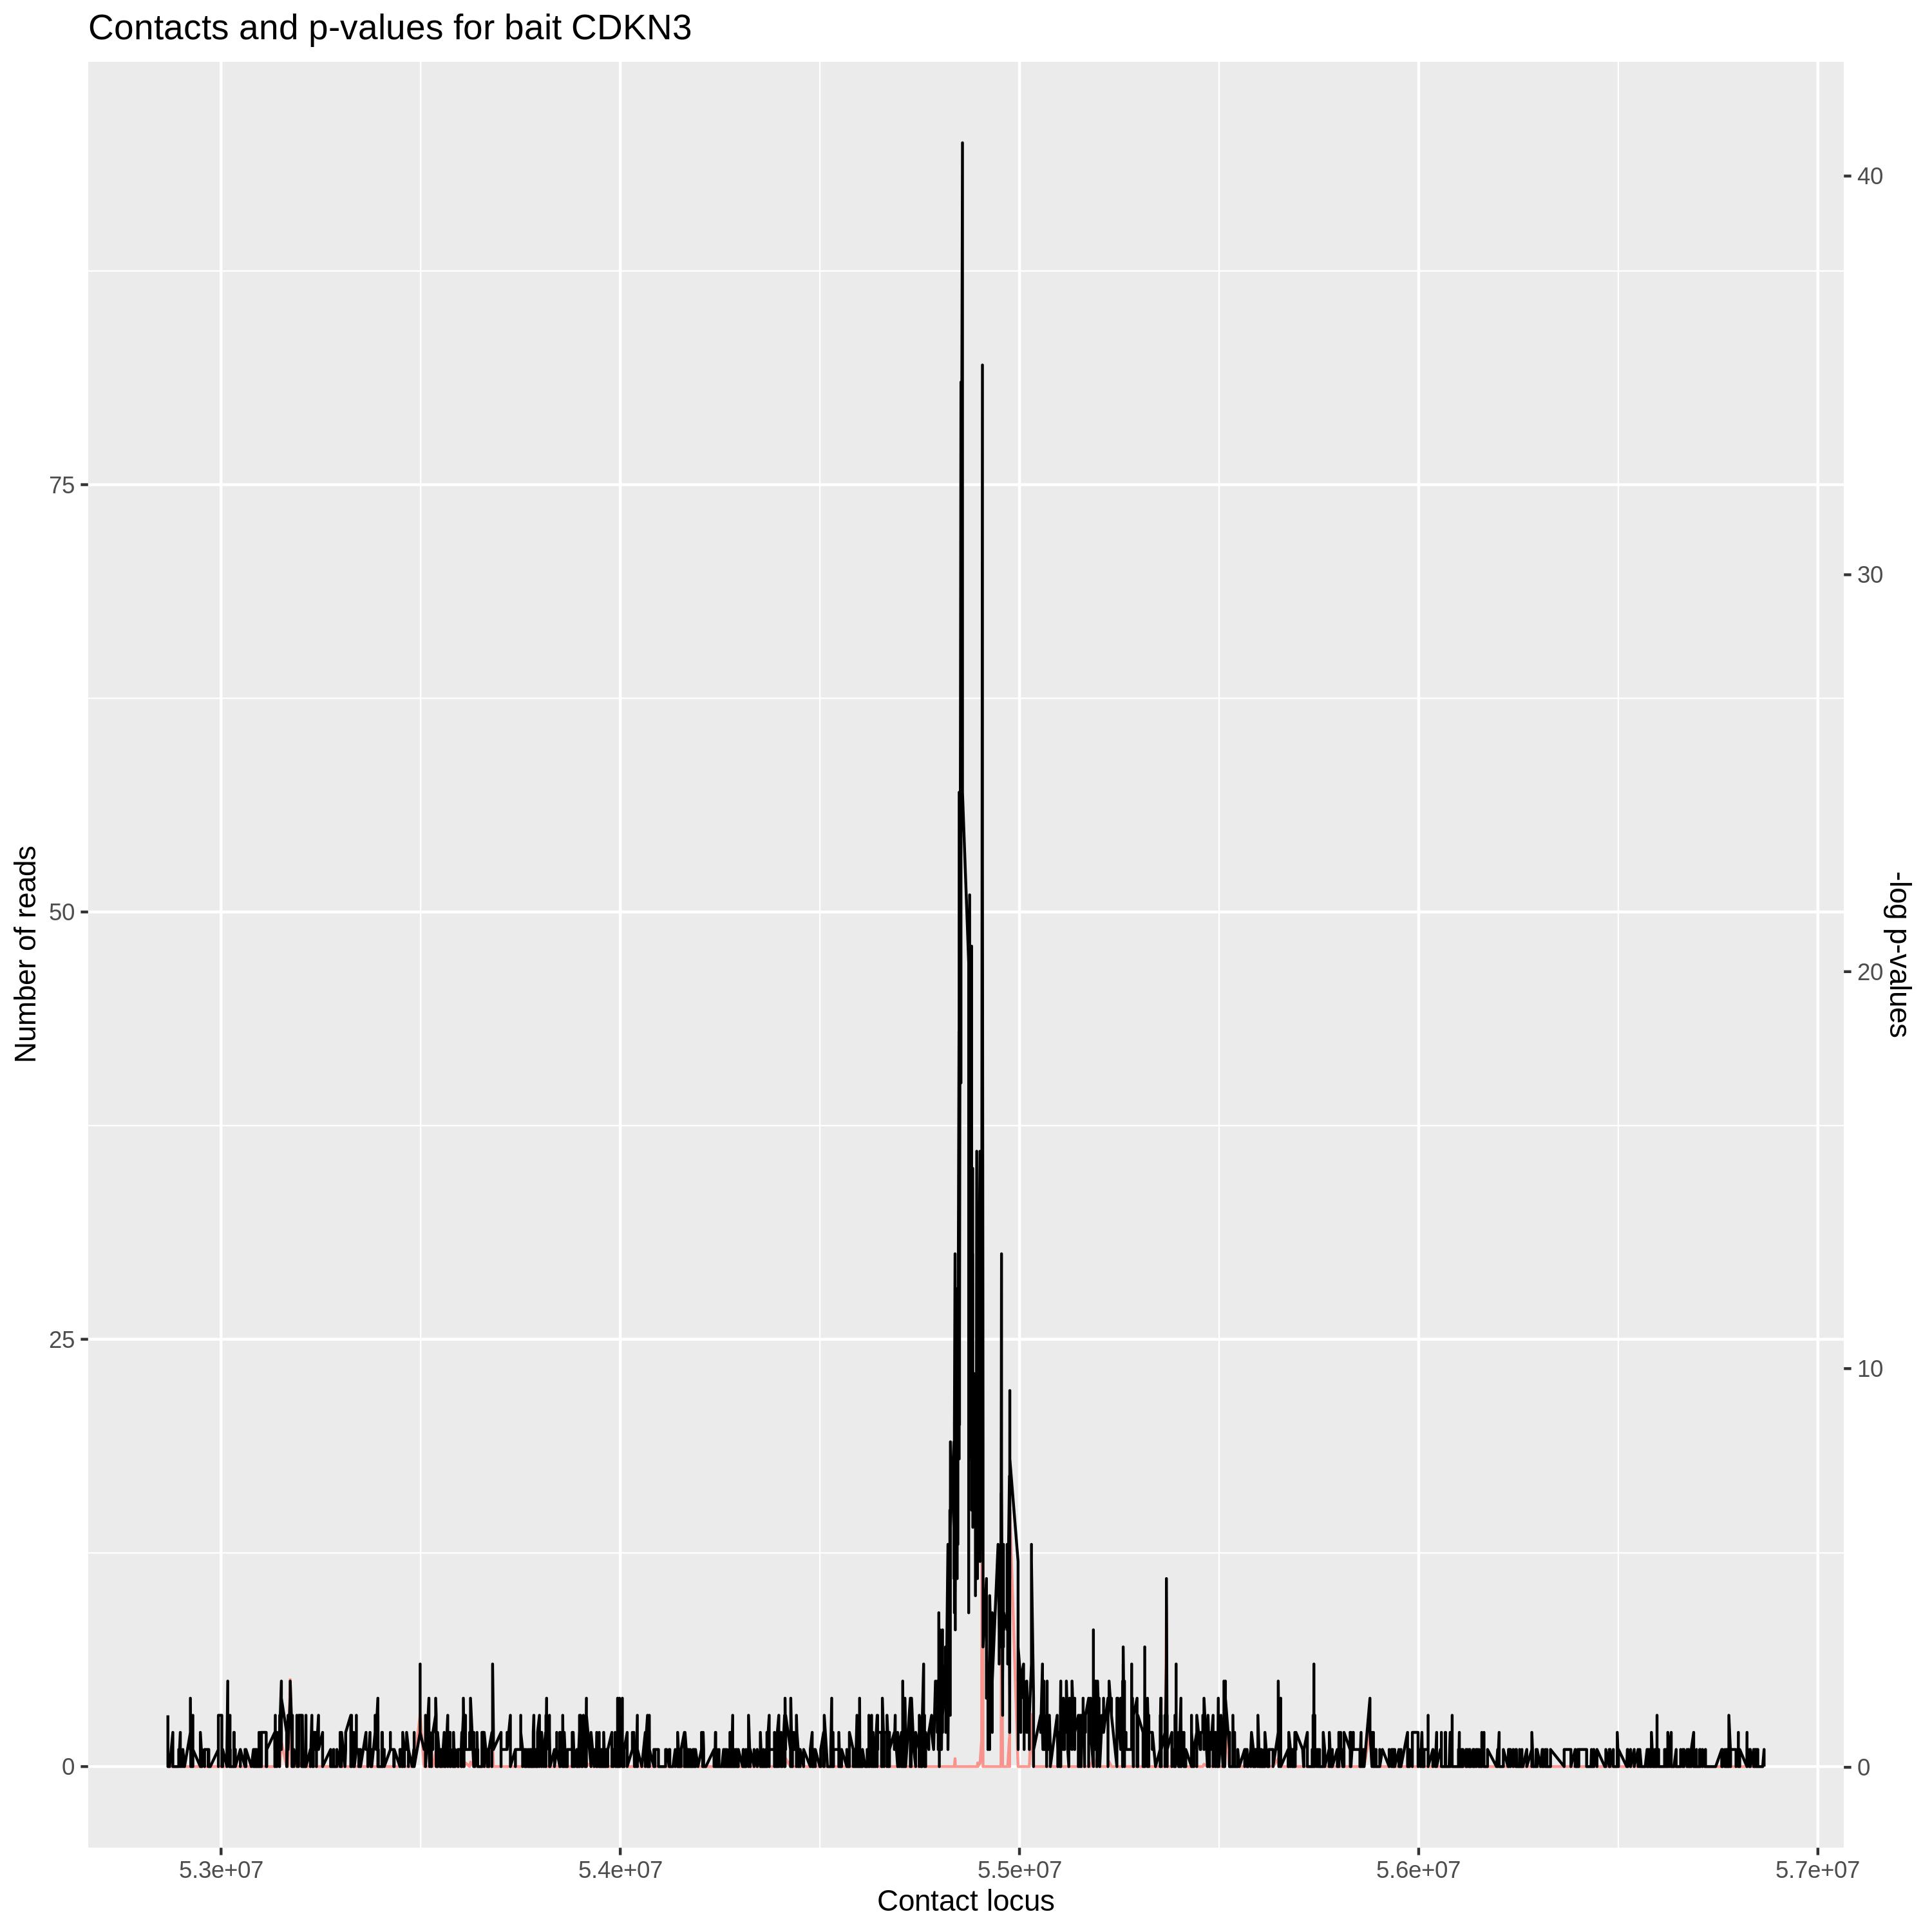 Contacts and p-values for bait CDKN3
Number of reads
75
50
25
0
40
30
20
10
0
-log p-values
5.3e+07 5.4e+07 5.5e+07 5.6e+07 5.7e+07
Contact locus